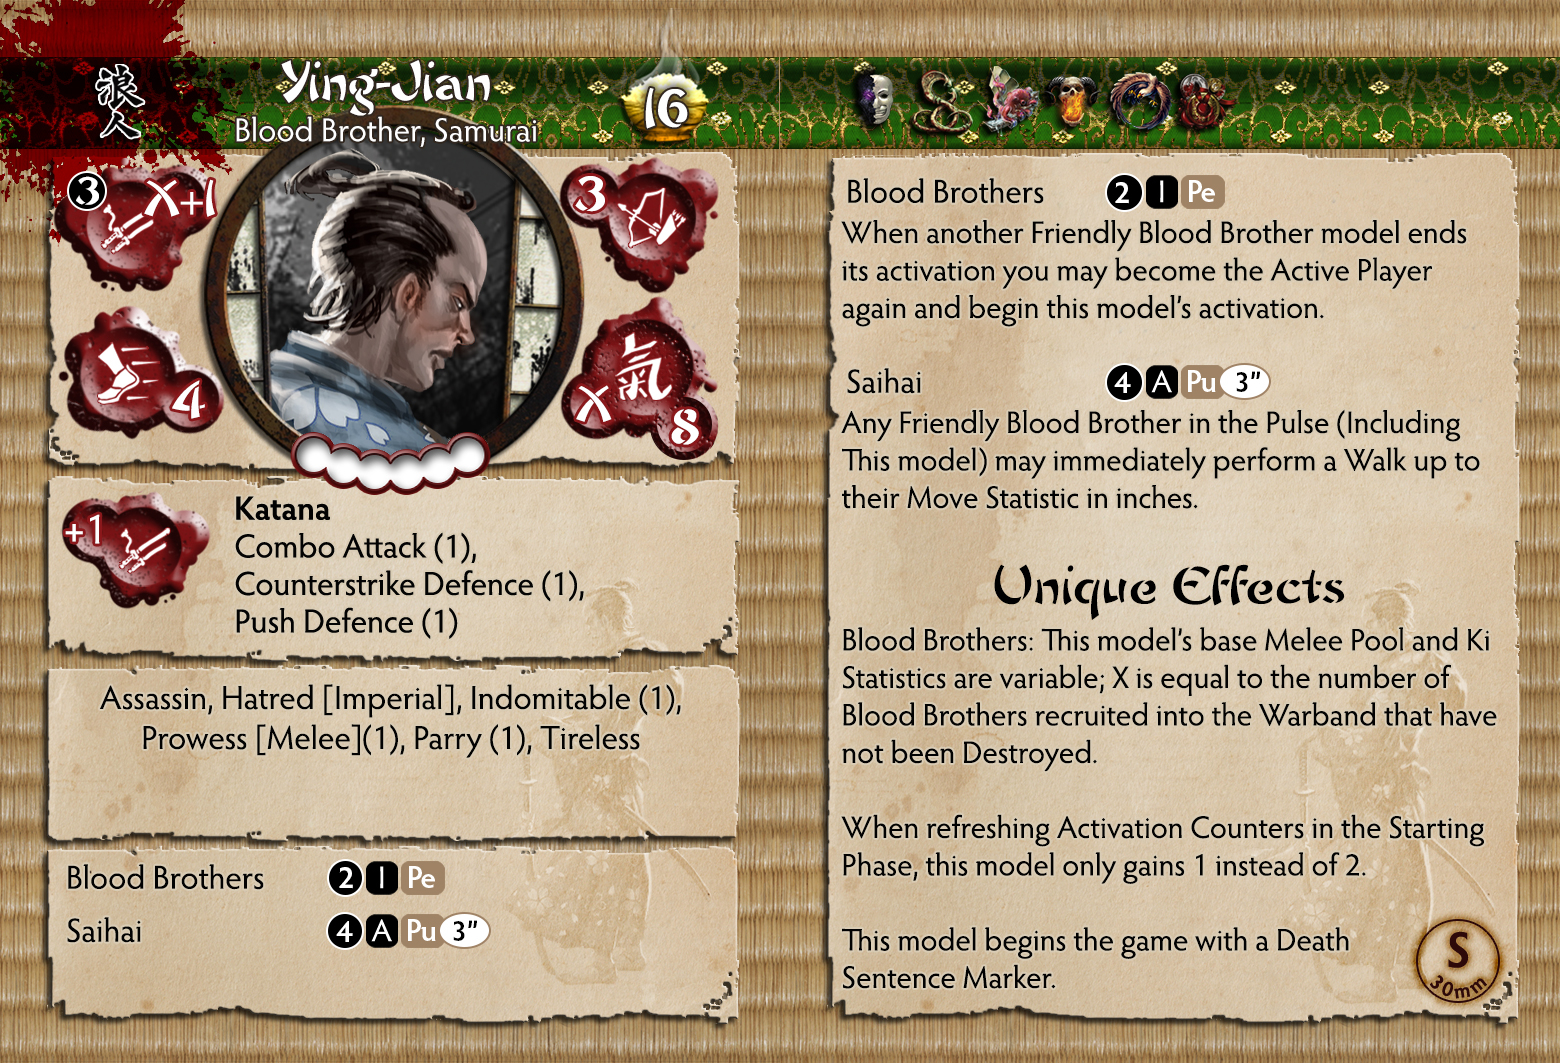 浪人
Ying-Jian
Blood Brother, Samurai
16
3 X+1
3
4
氣
X 8
+1
Katana
Combo Attack (1),
Counterstrike Defence (1),
Push Defence (1)
Assassin, Hatred [Imperial], Indomitable (1),
Prowess [Melee](1), Parry (1), Tireless
Blood Brothers 2 I Pe
Saihai 4 A Pu 3"
Blood Brothers 2 I Pe
When another Friendly Blood Brother model ends
its activation you may become the Active Player
again and begin this model's activation.
Saihai 4 A Pu 3"
Any Friendly Blood Brother in the Pulse (Including
This model) may immediately perform a Walk up to
their Move Statistic in inches.
Unique Effects
Blood Brothers: This model's base Melee Pool and Ki
Statistics are variable; X is equal to the number of
Blood Brothers recruited into the Warband that have
not been Destroyed.
When refreshing Activation Counters in the Starting
Phase, this model only gains 1 instead of 2.
This model begins the game with a Death
Sentence Marker.
S
30mm